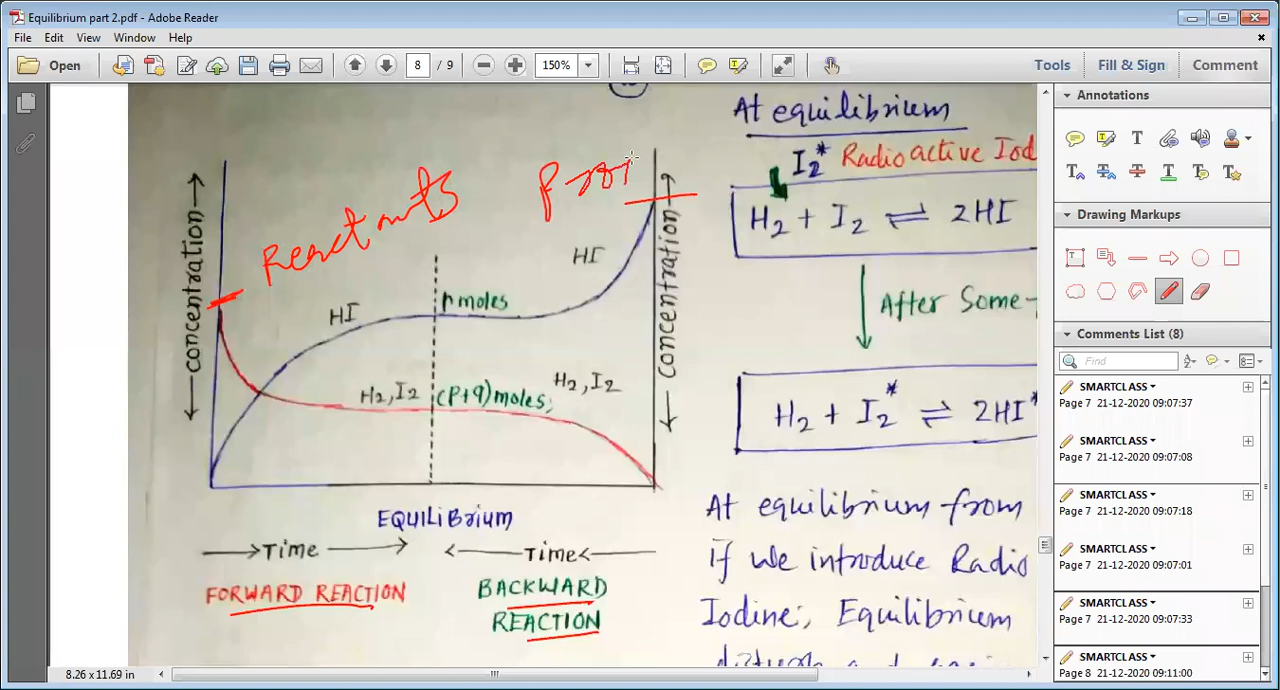 Equilibrium part 2.pdf - Adobe Reader
File Edit View Window Help
Open 8 / 9 150% Tools Fill & Sign Comment
Annotations
Drawing Markups
Comments List (8)
Find
SMARTCLASS
Page 7 21-12-2020 09:07:37
SMARTCLASS
Page 7 21-12-2020 09:07:08
SMARTCLASS
Page 7 21-12-2020 09:07:18
SMARTCLASS
Page 7 21-12-2020 09:07:01
SMARTCLASS
Page 7 21-12-2020 09:07:33
SMARTCLASS
Page 8 21-12-2020 09:11:00
Reactants
concentration
concentration
HI
n moles
HI
H₂, I₂
(P+q) moles;
H₂, I₂
EQUILIBRIUM
Time
Time
FORWARD REACTION
BACKWARD
REACTION
At equilibrium
I₂* Radioactive Iod
H₂ + I₂ ⇌ 2HI
After Some-
H₂ + I₂* ⇌ 2HI*
At equilibrium from
if we introduce Radio
Iodine; Equilibrium
8.26 x 11.69 in